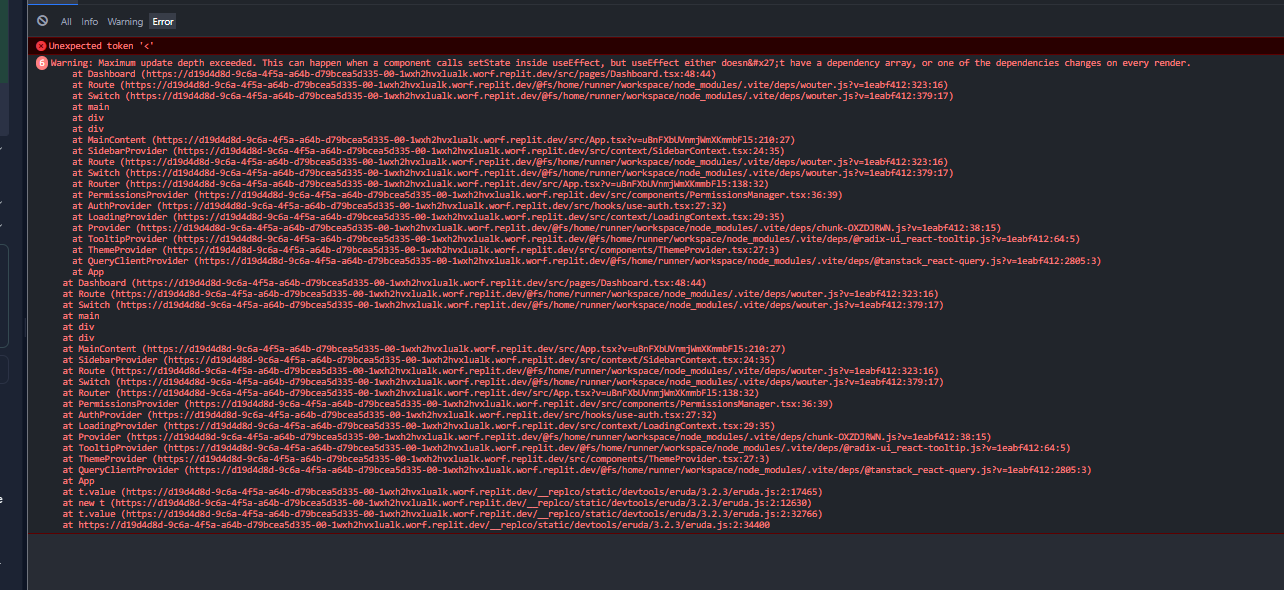 All Info Warning Error
Unexpected token '<'
6 Warning: Maximum update depth exceeded. This can happen when a component calls setState inside useEffect, but useEffect either doesn&#x27;t have a dependency array, or one of the dependencies changes on every render.
at Dashboard (https://d19d4d8d-9c6a-4f5a-a64b-d79bcea5d335-00-1wxh2hvxlualk.worf.replit.dev/src/pages/Dashboard.tsx:48:44)
at Route (https://d19d4d8d-9c6a-4f5a-a64b-d79bcea5d335-00-1wxh2hvxlualk.worf.replit.dev/@fs/home/runner/workspace/node_modules/.vite/deps/wouter.js?v=1eabf412:323:16)
at Switch (https://d19d4d8d-9c6a-4f5a-a64b-d79bcea5d335-00-1wxh2hvxlualk.worf.replit.dev/@fs/home/runner/workspace/node_modules/.vite/deps/wouter.js?v=1eabf412:379:17)
at main
at div
at div
at MainContent (https://d19d4d8d-9c6a-4f5a-a64b-d79bcea5d335-00-1wxh2hvxlualk.worf.replit.dev/src/App.tsx?v=uBnFXbUVnmjWmXKmmbFl5:210:27)
at SidebarProvider (https://d19d4d8d-9c6a-4f5a-a64b-d79bcea5d335-00-1wxh2hvxlualk.worf.replit.dev/src/context/SidebarContext.tsx:24:35)
at Route (https://d19d4d8d-9c6a-4f5a-a64b-d79bcea5d335-00-1wxh2hvxlualk.worf.replit.dev/@fs/home/runner/workspace/node_modules/.vite/deps/wouter.js?v=1eabf412:323:16)
at Switch (https://d19d4d8d-9c6a-4f5a-a64b-d79bcea5d335-00-1wxh2hvxlualk.worf.replit.dev/@fs/home/runner/workspace/node_modules/.vite/deps/wouter.js?v=1eabf412:379:17)
at Router (https://d19d4d8d-9c6a-4f5a-a64b-d79bcea5d335-00-1wxh2hvxlualk.worf.replit.dev/src/App.tsx?v=uBnFXbUVnmjWmXKmmbFl5:138:32)
at PermissionsProvider (https://d19d4d8d-9c6a-4f5a-a64b-d79bcea5d335-00-1wxh2hvxlualk.worf.replit.dev/src/components/PermissionsManager.tsx:36:39)
at AuthProvider (https://d19d4d8d-9c6a-4f5a-a64b-d79bcea5d335-00-1wxh2hvxlualk.worf.replit.dev/src/hooks/use-auth.tsx:27:32)
at LoadingProvider (https://d19d4d8d-9c6a-4f5a-a64b-d79bcea5d335-00-1wxh2hvxlualk.worf.replit.dev/src/context/LoadingContext.tsx:29:35)
at Provider (https://d19d4d8d-9c6a-4f5a-a64b-d79bcea5d335-00-1wxh2hvxlualk.worf.replit.dev/@fs/home/runner/workspace/node_modules/.vite/deps/chunk-OXZDJRWN.js?v=1eabf412:38:15)
at TooltipProvider (https://d19d4d8d-9c6a-4f5a-a64b-d79bcea5d335-00-1wxh2hvxlualk.worf.replit.dev/@fs/home/runner/workspace/node_modules/.vite/deps/@radix-ui_react-tooltip.js?v=1eabf412:64:5)
at ThemeProvider (https://d19d4d8d-9c6a-4f5a-a64b-d79bcea5d335-00-1wxh2hvxlualk.worf.replit.dev/src/components/ThemeProvider.tsx:27:3)
at QueryClientProvider (https://d19d4d8d-9c6a-4f5a-a64b-d79bcea5d335-00-1wxh2hvxlualk.worf.replit.dev/@fs/home/runner/workspace/node_modules/.vite/deps/@tanstack_react-query.js?v=1eabf412:2805:3)
at App
at Dashboard (https://d19d4d8d-9c6a-4f5a-a64b-d79bcea5d335-00-1wxh2hvxlualk.worf.replit.dev/src/pages/Dashboard.tsx:48:44)
at Route (https://d19d4d8d-9c6a-4f5a-a64b-d79bcea5d335-00-1wxh2hvxlualk.worf.replit.dev/@fs/home/runner/workspace/node_modules/.vite/deps/wouter.js?v=1eabf412:323:16)
at Switch (https://d19d4d8d-9c6a-4f5a-a64b-d79bcea5d335-00-1wxh2hvxlualk.worf.replit.dev/@fs/home/runner/workspace/node_modules/.vite/deps/wouter.js?v=1eabf412:379:17)
at main
at div
at div
at MainContent (https://d19d4d8d-9c6a-4f5a-a64b-d79bcea5d335-00-1wxh2hvxlualk.worf.replit.dev/src/App.tsx?v=uBnFXbUVnmjWmXKmmbFl5:210:27)
at SidebarProvider (https://d19d4d8d-9c6a-4f5a-a64b-d79bcea5d335-00-1wxh2hvxlualk.worf.replit.dev/src/context/SidebarContext.tsx:24:35)
at Route (https://d19d4d8d-9c6a-4f5a-a64b-d79bcea5d335-00-1wxh2hvxlualk.worf.replit.dev/@fs/home/runner/workspace/node_modules/.vite/deps/wouter.js?v=1eabf412:323:16)
at Switch (https://d19d4d8d-9c6a-4f5a-a64b-d79bcea5d335-00-1wxh2hvxlualk.worf.replit.dev/@fs/home/runner/workspace/node_modules/.vite/deps/wouter.js?v=1eabf412:379:17)
at Router (https://d19d4d8d-9c6a-4f5a-a64b-d79bcea5d335-00-1wxh2hvxlualk.worf.replit.dev/src/App.tsx?v=uBnFXbUVnmjWmXKmmbFl5:138:32)
at PermissionsProvider (https://d19d4d8d-9c6a-4f5a-a64b-d79bcea5d335-00-1wxh2hvxlualk.worf.replit.dev/src/components/PermissionsManager.tsx:36:39)
at AuthProvider (https://d19d4d8d-9c6a-4f5a-a64b-d79bcea5d335-00-1wxh2hvxlualk.worf.replit.dev/src/hooks/use-auth.tsx:27:32)
at LoadingProvider (https://d19d4d8d-9c6a-4f5a-a64b-d79bcea5d335-00-1wxh2hvxlualk.worf.replit.dev/src/context/LoadingContext.tsx:29:35)
at Provider (https://d19d4d8d-9c6a-4f5a-a64b-d79bcea5d335-00-1wxh2hvxlualk.worf.replit.dev/@fs/home/runner/workspace/node_modules/.vite/deps/chunk-OXZDJRWN.js?v=1eabf412:38:15)
at TooltipProvider (https://d19d4d8d-9c6a-4f5a-a64b-d79bcea5d335-00-1wxh2hvxlualk.worf.replit.dev/@fs/home/runner/workspace/node_modules/.vite/deps/@radix-ui_react-tooltip.js?v=1eabf412:64:5)
at ThemeProvider (https://d19d4d8d-9c6a-4f5a-a64b-d79bcea5d335-00-1wxh2hvxlualk.worf.replit.dev/src/components/ThemeProvider.tsx:27:3)
at QueryClientProvider (https://d19d4d8d-9c6a-4f5a-a64b-d79bcea5d335-00-1wxh2hvxlualk.worf.replit.dev/@fs/home/runner/workspace/node_modules/.vite/deps/@tanstack_react-query.js?v=1eabf412:2805:3)
at App
at t.value (https://d19d4d8d-9c6a-4f5a-a64b-d79bcea5d335-00-1wxh2hvxlualk.worf.replit.dev/__replco/static/devtools/eruda/3.2.3/eruda.js:2:17465)
at new t (https://d19d4d8d-9c6a-4f5a-a64b-d79bcea5d335-00-1wxh2hvxlualk.worf.replit.dev/__replco/static/devtools/eruda/3.2.3/eruda.js:2:12630)
at t.value (https://d19d4d8d-9c6a-4f5a-a64b-d79bcea5d335-00-1wxh2hvxlualk.worf.replit.dev/__replco/static/devtools/eruda/3.2.3/eruda.js:2:32766)
at https://d19d4d8d-9c6a-4f5a-a64b-d79bcea5d335-00-1wxh2hvxlualk.worf.replit.dev/__replco/static/devtools/eruda/3.2.3/eruda.js:2:34400